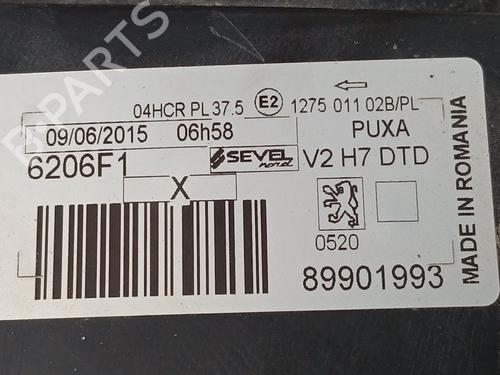 04HCR PL 37.5 E2 1275 011 02B/PL
09/06/2015 06h58 PUXA
6206F1 SEVEL V2 H7 DTD
X
0520
89901993
MADE IN ROMANIA
B-PARTS